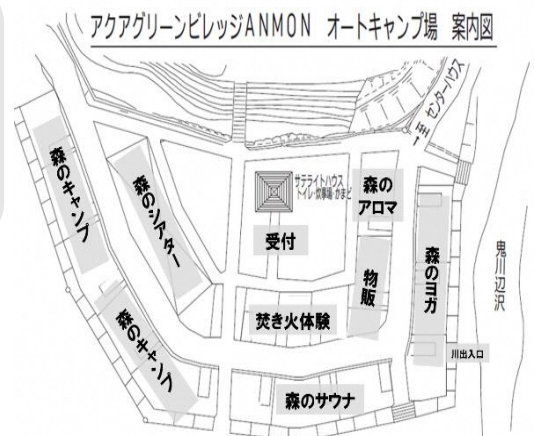 アクアグリーンビレッジANMON オートキャンプ場 案内図
至 センターハウス
サテライトハウス
トイレ・炊事場・かまど
森のキャンプ
森のシアター
受付
森の
アロマ
物販
森のヨガ
鬼川辺沢
焚き火体験
川出入口
森のキャンプ
森のサウナ